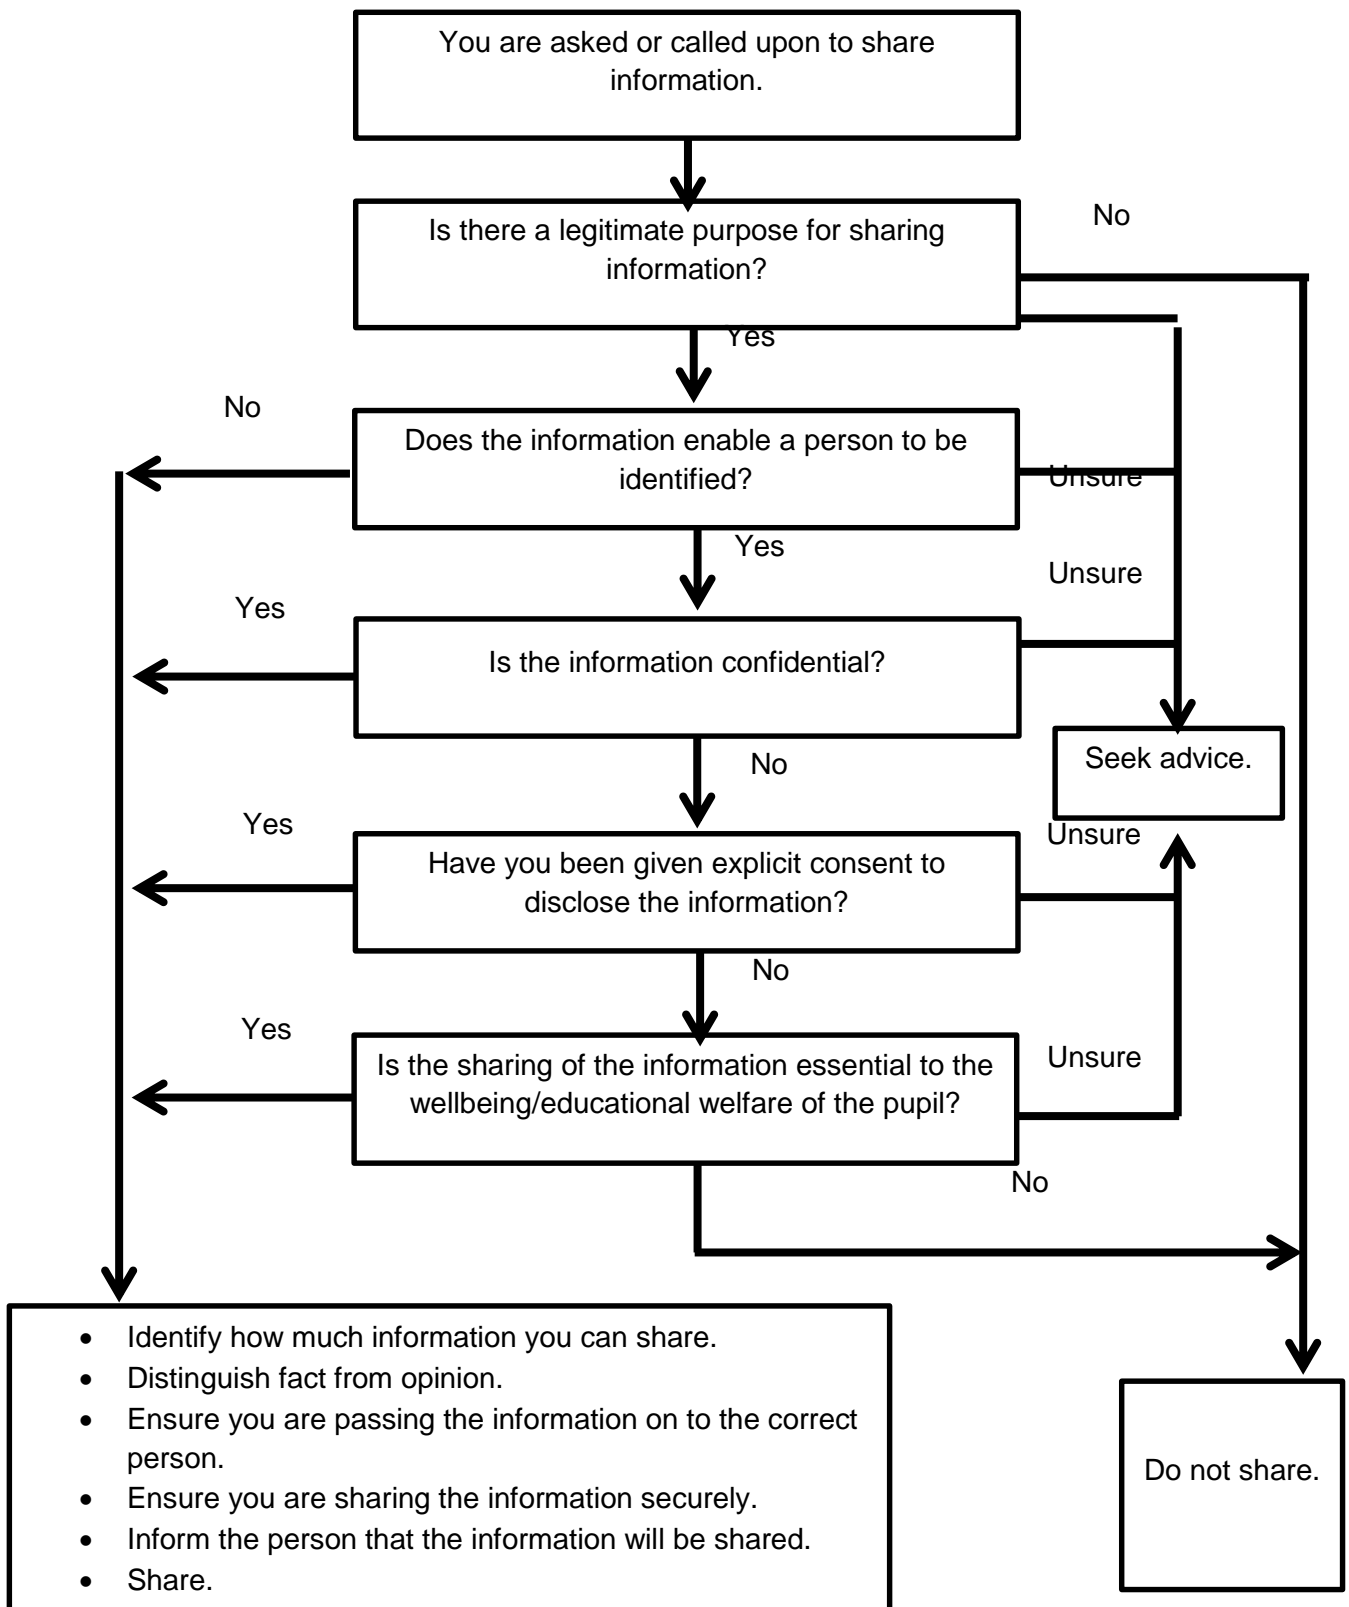 You are asked or called upon to share
information.
No
Is there a legitimate purpose for sharing
information?
Yes
No
Does the information enable a person to be
identified?
Unsure
Yes
Unsure
Yes
Is the information confidential?
No
Seek advice.
Yes
Unsure
Have you been given explicit consent to
disclose the information?
No
Yes
Unsure
Is the sharing of the information essential to the
wellbeing/educational welfare of the pupil?
No
• Identify how much information you can share.
• Distinguish fact from opinion.
• Ensure you are passing the information on to the correct
person.
• Ensure you are sharing the information securely.
• Inform the person that the information will be shared.
• Share.
Do not share.